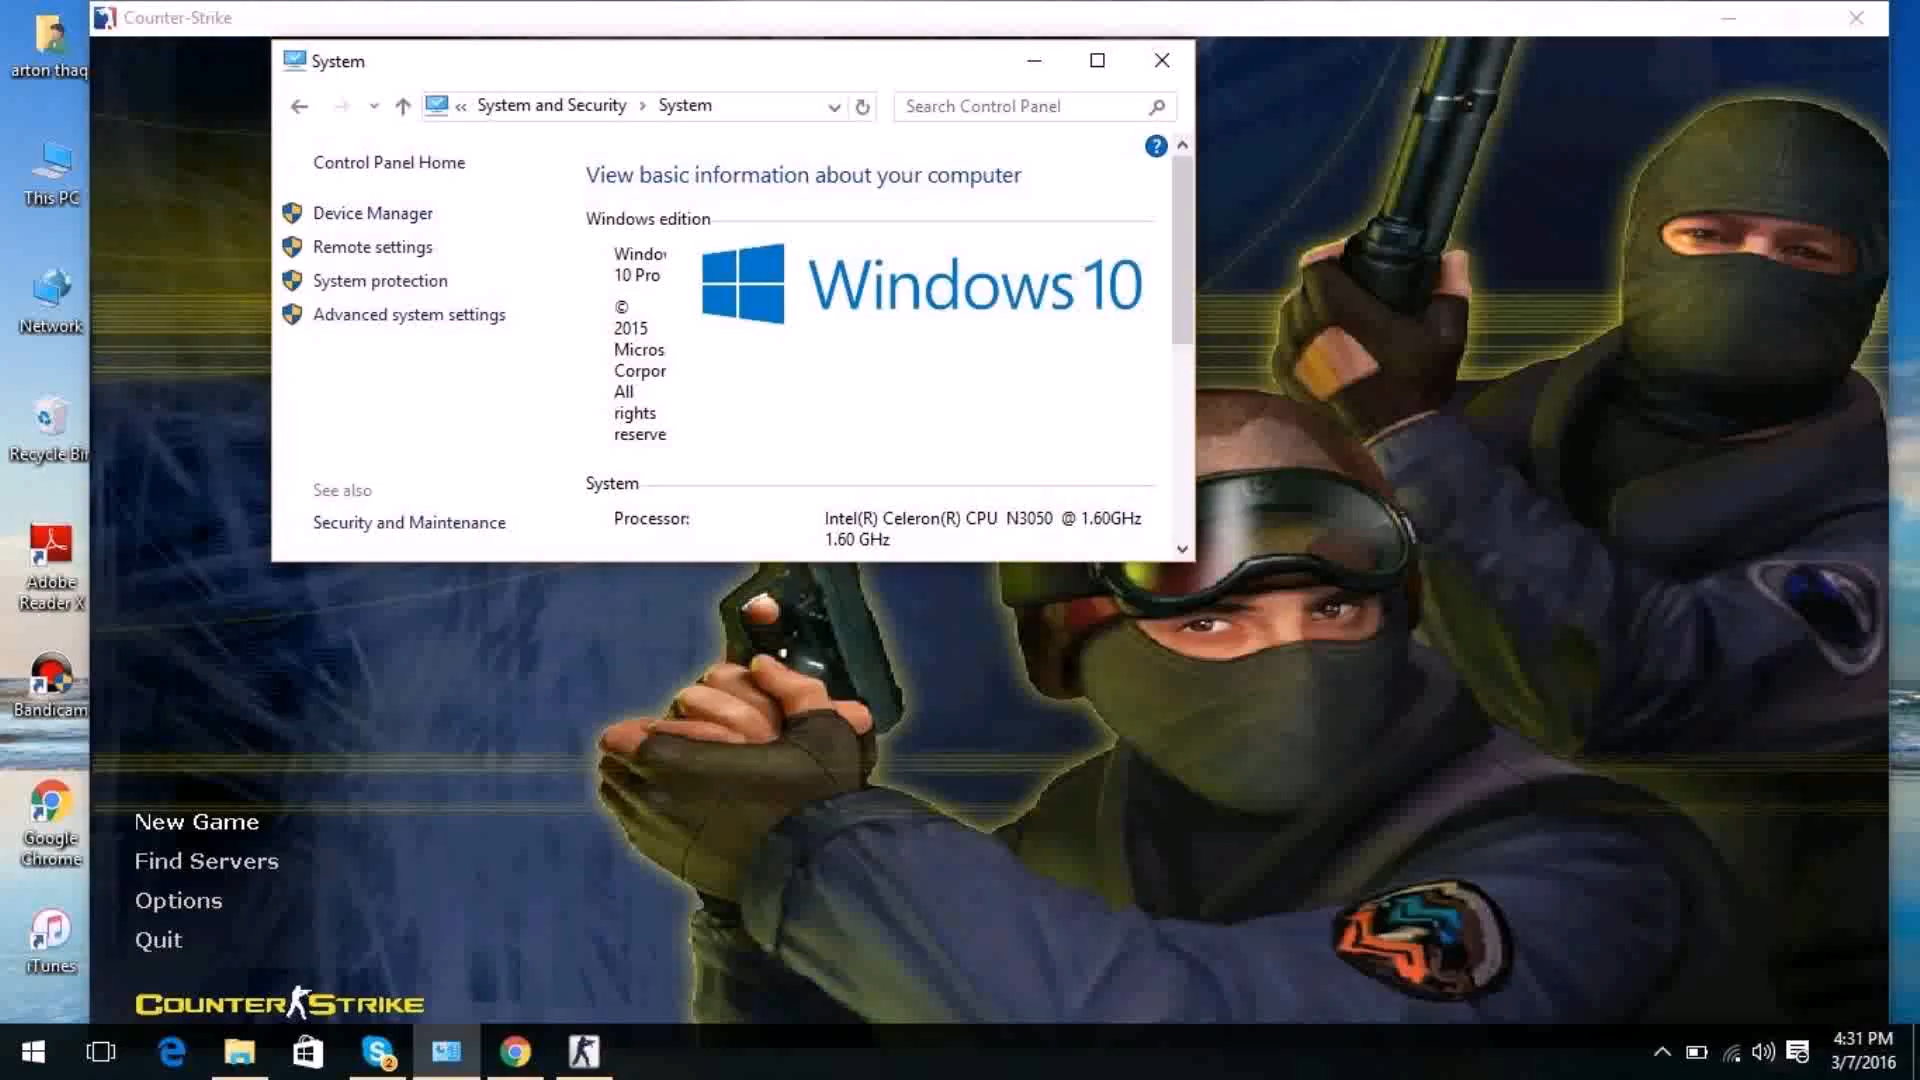 Counter-Strike
System
« System and Security > System
Search Control Panel
Control Panel Home
Device Manager
Remote settings
System protection
Advanced system settings
See also
Security and Maintenance
?
View basic information about your computer
Windows edition
Windo
10 Pro
©
2015
Micros
Corpor
All
rights
reserve
Windows 10
System
Processor:
Intel(R) Celeron(R) CPU N3050 @ 1.60GHz
1.60 GHz
arton thaq
This PC
Network
Recycle Bin
Adobe
Reader X
Bandicam
Google
Chrome
iTunes
New Game
Find Servers
Options
Quit
COUNTER STRIKE
2
4:31 PM
3/7/2016